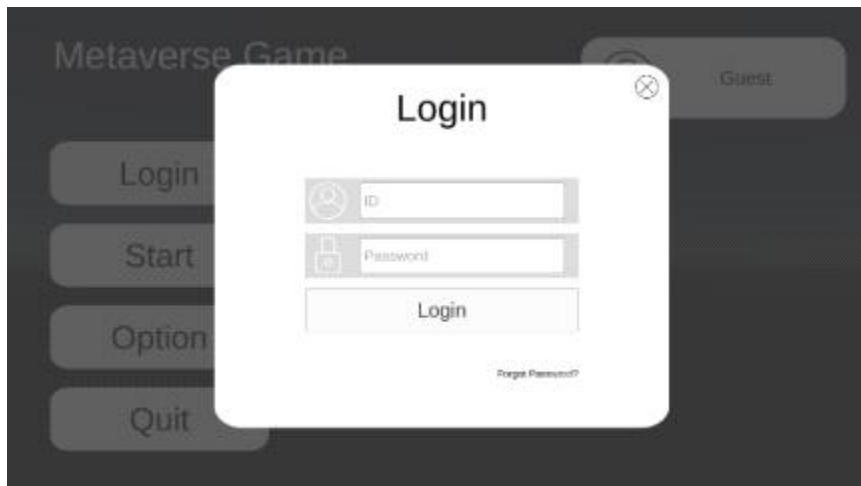 Metaverse Game
Guest
Login
Login
ID
Start
Password
Login
Option
Forgot Password?
Quit